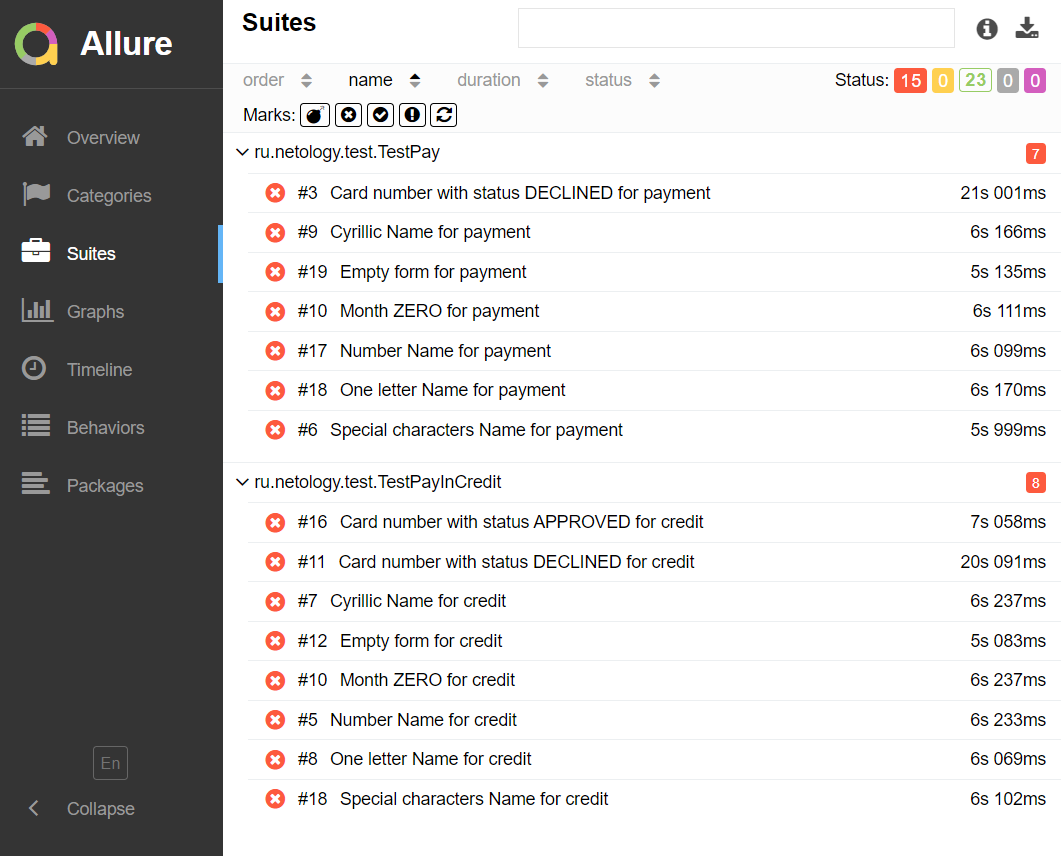 Allure
Overview
Categories
Suites
Graphs
Timeline
Behaviors
Packages
En
Collapse
Suites
order name duration status Status: 15 0 23 0 0
Marks:
ru.netology.test.TestPay 7
#3 Card number with status DECLINED for payment 21s 001ms
#9 Cyrillic Name for payment 6s 166ms
#19 Empty form for payment 5s 135ms
#10 Month ZERO for payment 6s 111ms
#17 Number Name for payment 6s 099ms
#18 One letter Name for payment 6s 170ms
#6 Special characters Name for payment 5s 999ms
ru.netology.test.TestPayInCredit 8
#16 Card number with status APPROVED for credit 7s 058ms
#11 Card number with status DECLINED for credit 20s 091ms
#7 Cyrillic Name for credit 6s 237ms
#12 Empty form for credit 5s 083ms
#10 Month ZERO for credit 6s 237ms
#5 Number Name for credit 6s 233ms
#8 One letter Name for credit 6s 069ms
#18 Special characters Name for credit 6s 102ms